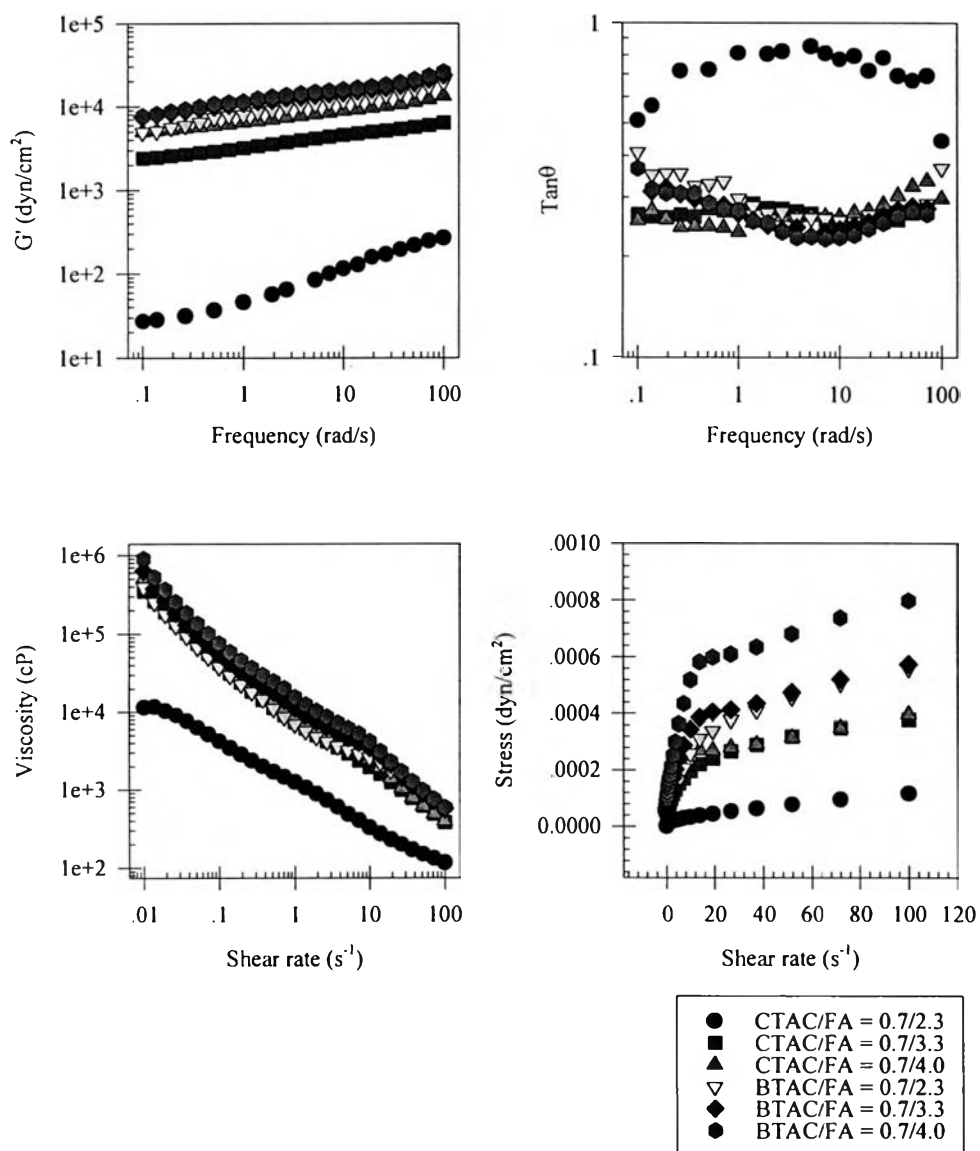 1e+5
1e+4
1e+3
1e+2
1e+1
G' (dyn/cm²)
.1 1 10 100
Frequency (rad/s)
1
.1
Tanθ
.1 1 10 100
Frequency (rad/s)
1e+6
1e+5
1e+4
1e+3
1e+2
Viscosity (cP)
.01 .1 1 10 100
Shear rate (s⁻¹)
.0010
.0008
.0006
.0004
.0002
0.0000
Stress (dyn/cm²)
0 20 40 60 80 100 120
Shear rate (s⁻¹)
CTAC/FA = 0.7/2.3
CTAC/FA = 0.7/3.3
CTAC/FA = 0.7/4.0
BTAC/FA = 0.7/2.3
BTAC/FA = 0.7/3.3
BTAC/FA = 0.7/4.0